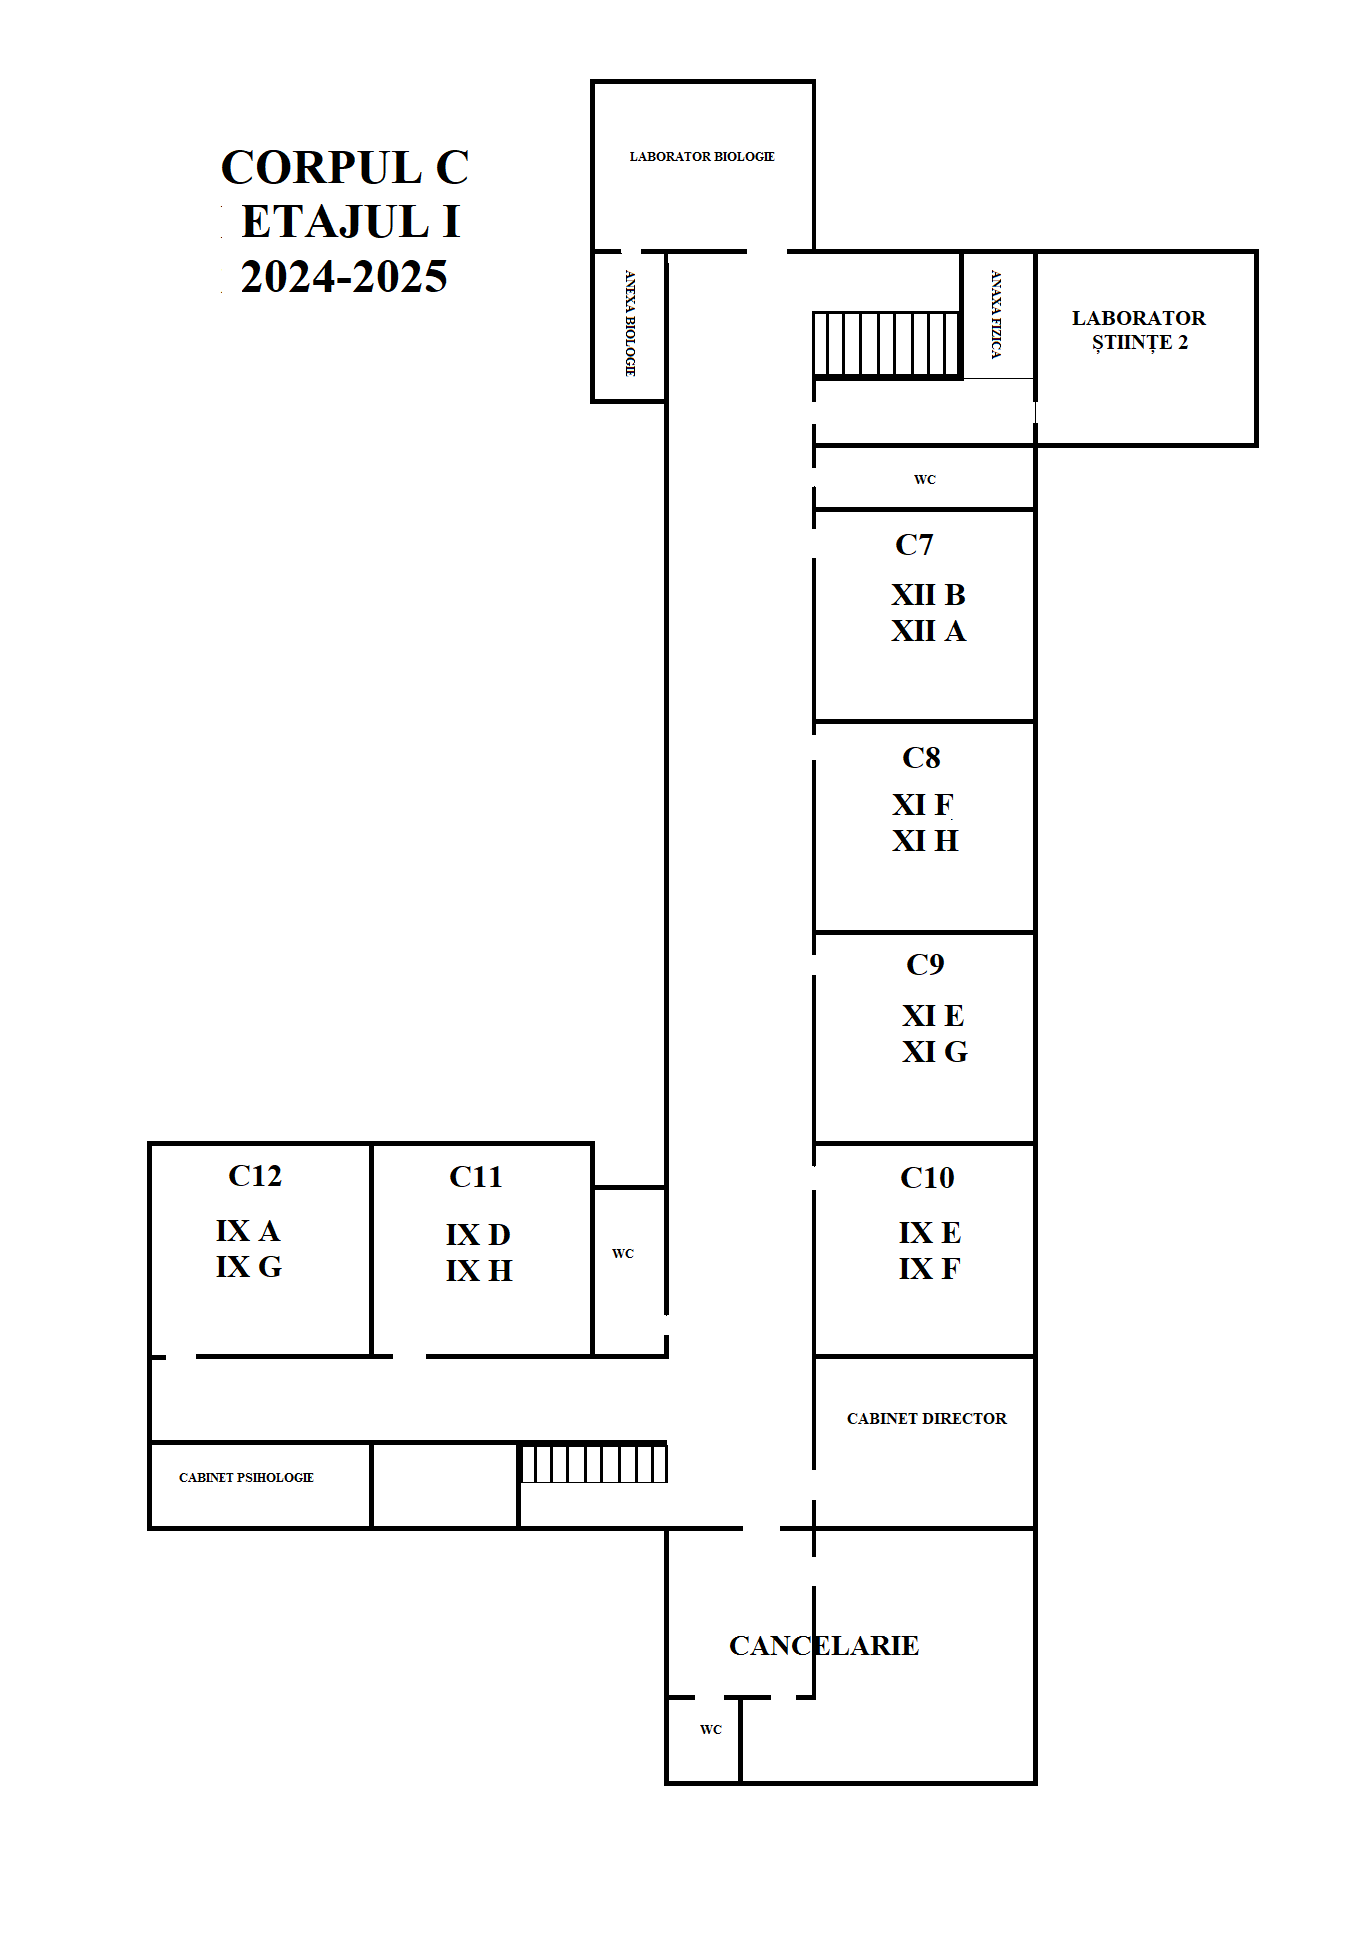 LABORATOR BIOLOGIE
CORPUL C
ETAJUL I
2024-2025
ANEXA BIOLOGIE
ANAXA FIZICA
LABORATOR
ȘTIINȚE 2
WC
C7
XII B
XII A
C8
XI F
XI H
C9
XI E
XI G
C12
IX A
IX G
C11
IX D
IX H
WC
C10
IX E
IX F
CABINET DIRECTOR
CABINET PSIHOLOGIE
CANCELARIE
WC